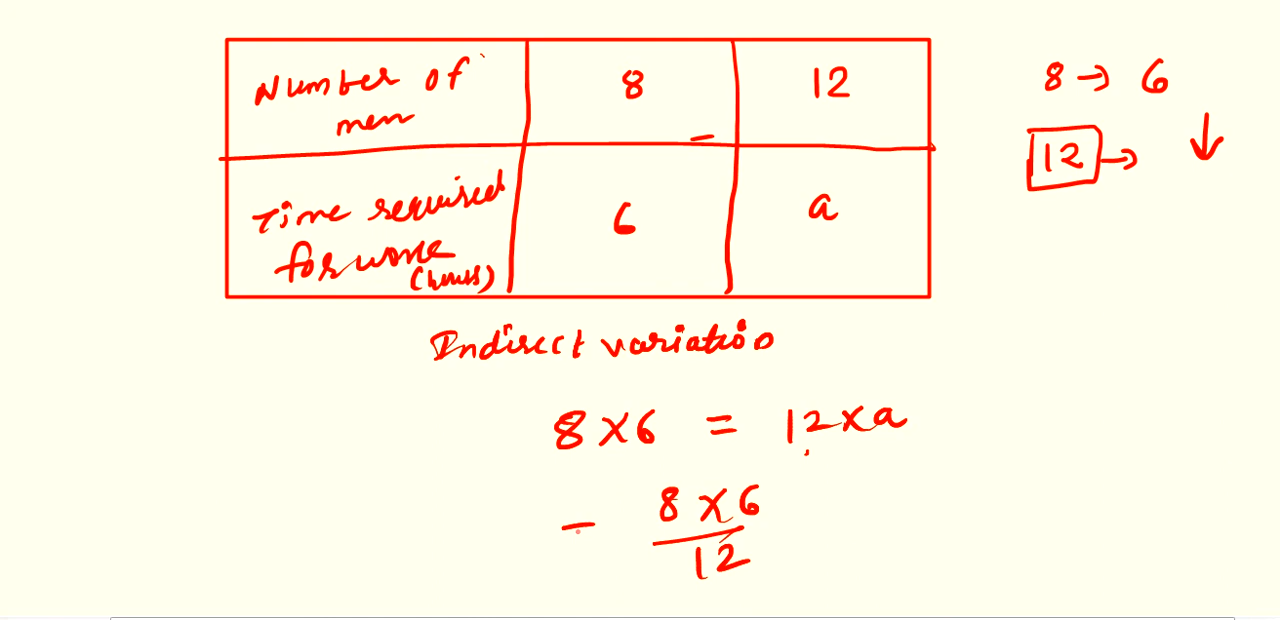 Number of men 8 12
8 → 6
12 →
↓
Time required for work (hours) 6 a
Indirect variation
8 x 6 = 12 x a
= 8 x 6
12